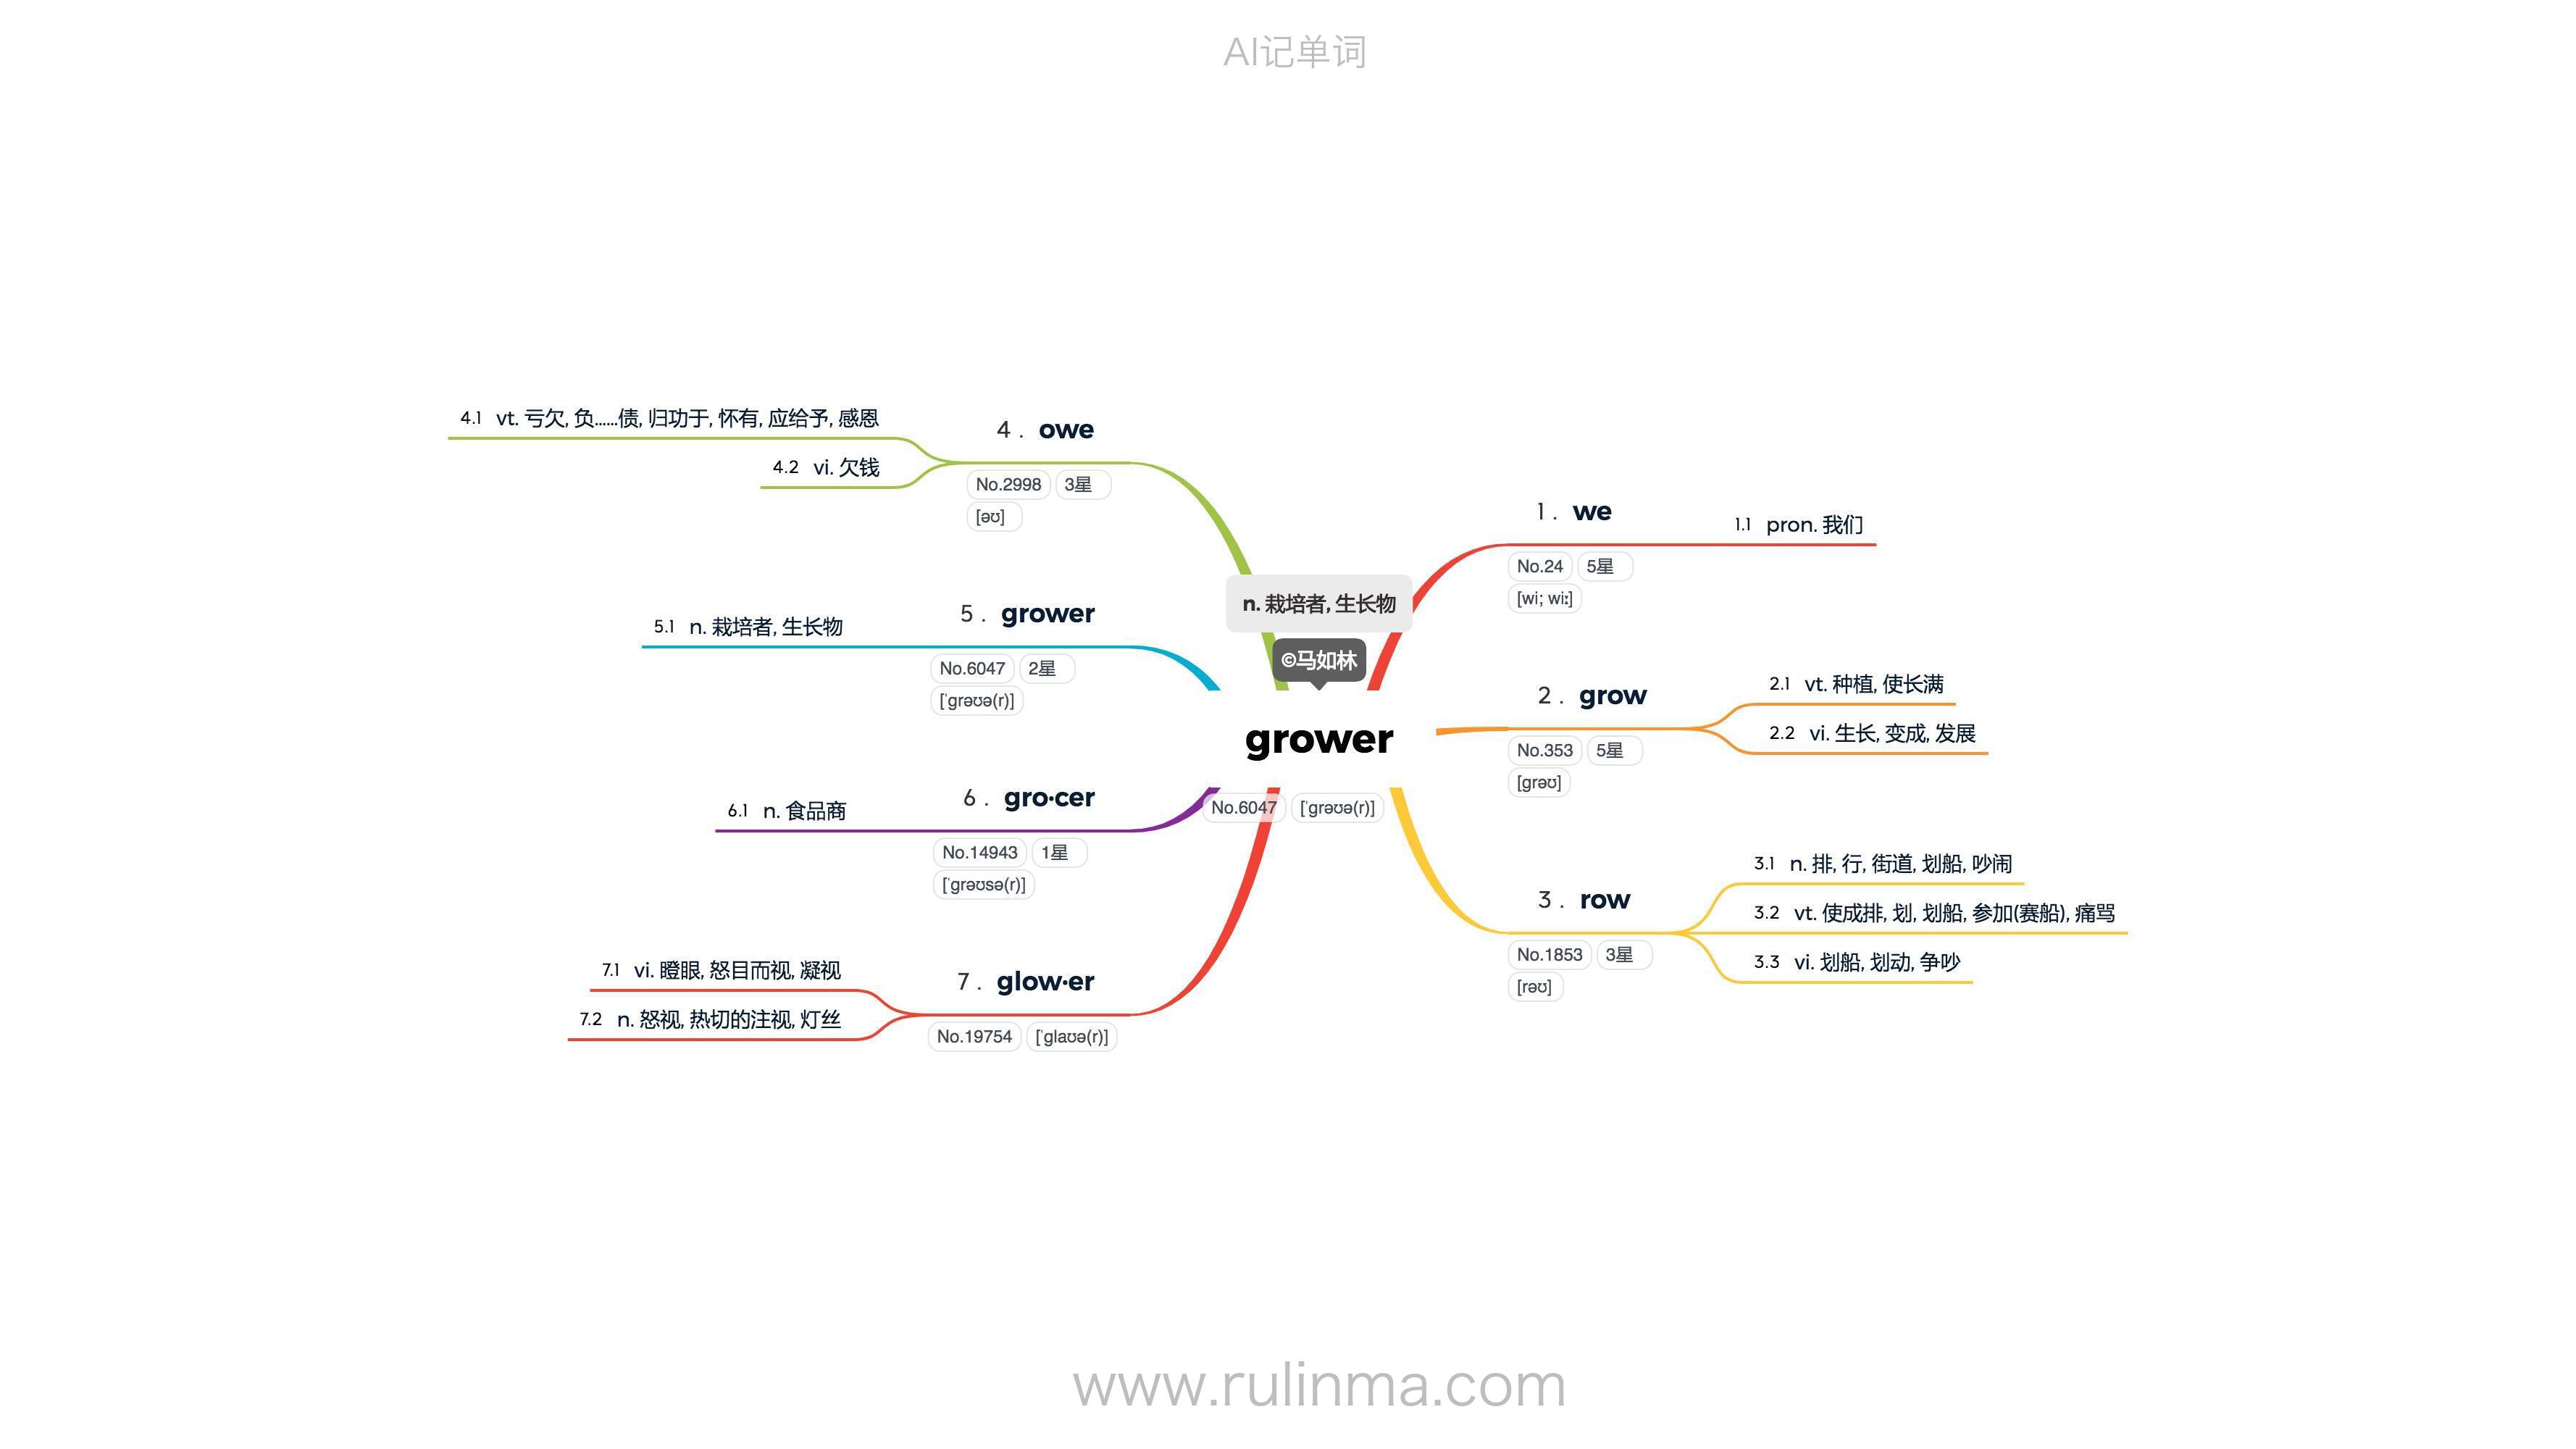 AI记单词
n. 栽培者, 生长物
©马如林
grower
No.6047 [ˈgrəʊə(r)]
1. we
No.24 5星
[wi; wiː]
1.1 pron. 我们
2. grow
No.353 5星
[grəʊ]
2.1 vt. 种植, 使长满
2.2 vi. 生长, 变成, 发展
3. row
No.1853 3星
[rəʊ]
3.1 n. 排, 行, 街道, 划船, 吵闹
3.2 vt. 使成排, 划, 划船, 参加(赛船), 痛骂
3.3 vi. 划船, 划动, 争吵
4. owe
No.2998 3星
[əʊ]
4.1 vt. 亏欠, 负......债, 归功于, 怀有, 应给予, 感恩
4.2 vi. 欠钱
5. grower
No.6047 2星
[ˈgrəʊə(r)]
5.1 n. 栽培者, 生长物
6. gro·cer
No.14943 1星
[ˈgrəʊsə(r)]
6.1 n. 食品商
7. glow·er
No.19754 [ˈglaʊə(r)]
7.1 vi. 瞪眼, 怒目而视, 凝视
7.2 n. 怒视, 热切的注视, 灯丝
www.rulinma.com